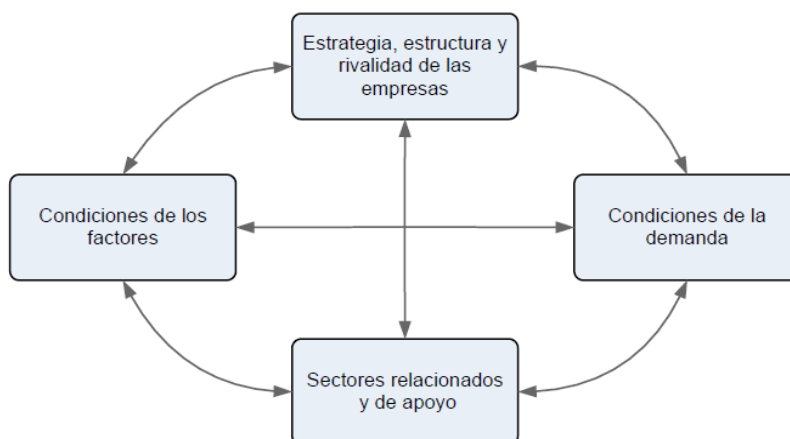 Estrategia, estructura y
rivalidad de las
empresas
Condiciones de los
factores
Condiciones de la
demanda
Sectores relacionados
y de apoyo